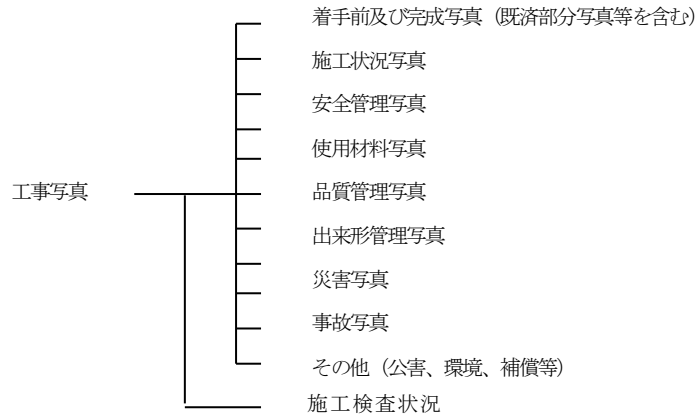 着手前及び完成写真（既済部分写真等を含む）
施工状況写真
安全管理写真
使用材料写真
工事写真
品質管理写真
出来形管理写真
災害写真
事故写真
その他（公害、環境、補償等）
施工検査状況